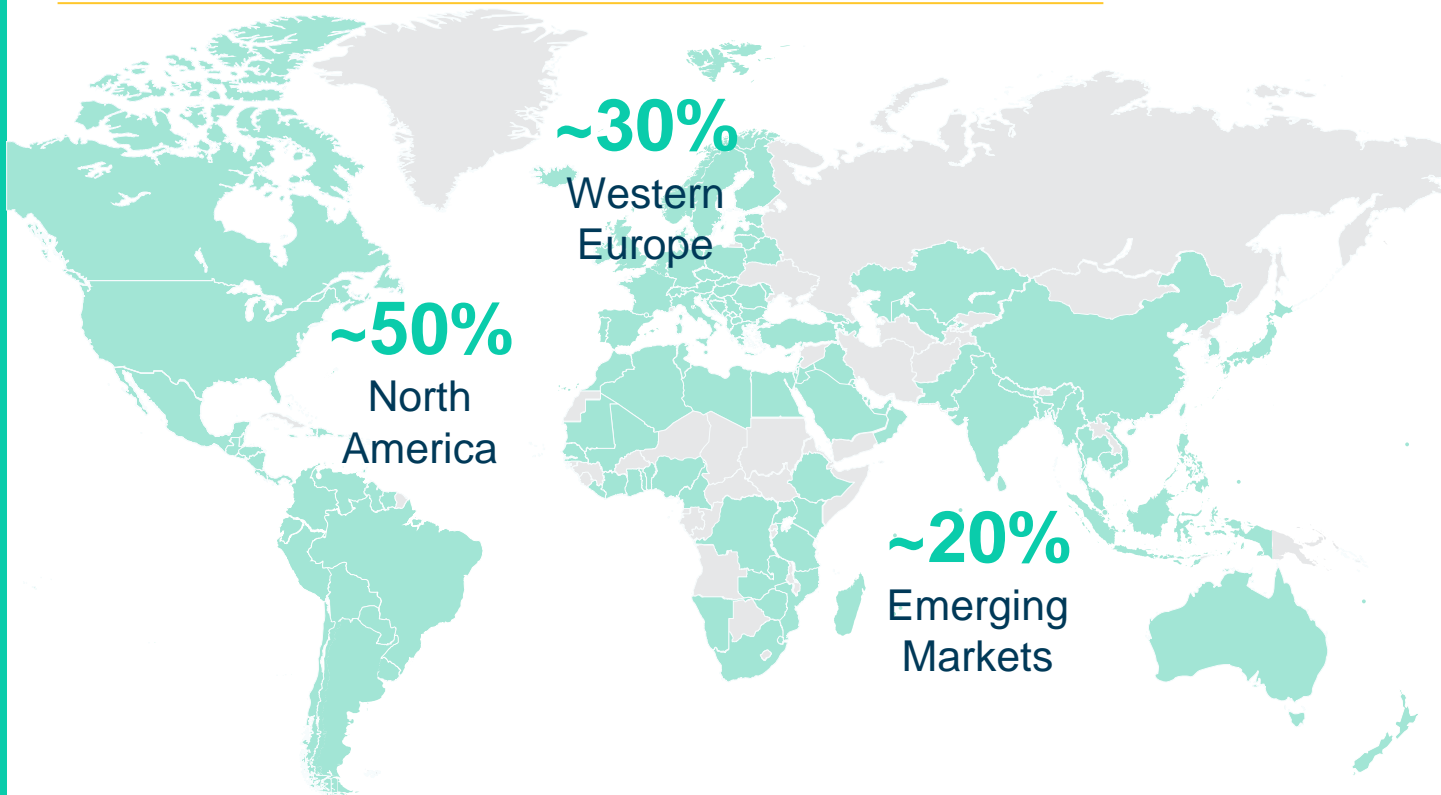 ~30%
Western
Europe
~50%
North
America
~20%
Emerging
Markets